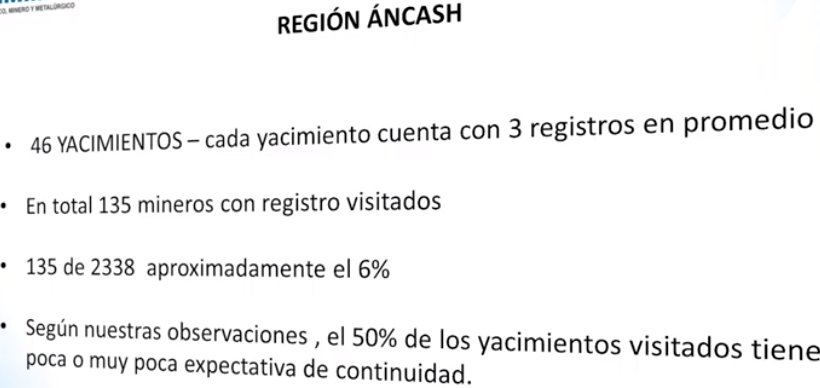 CO, MINERO Y METALÚRGICO
REGIÓN ÁNCASH
• 46 YACIMIENTOS – cada yacimiento cuenta con 3 registros en promedio
• En total 135 mineros con registro visitados
• 135 de 2338 aproximadamente el 6%
• Según nuestras observaciones , el 50% de los yacimientos visitados tiene
poca o muy poca expectativa de continuidad.